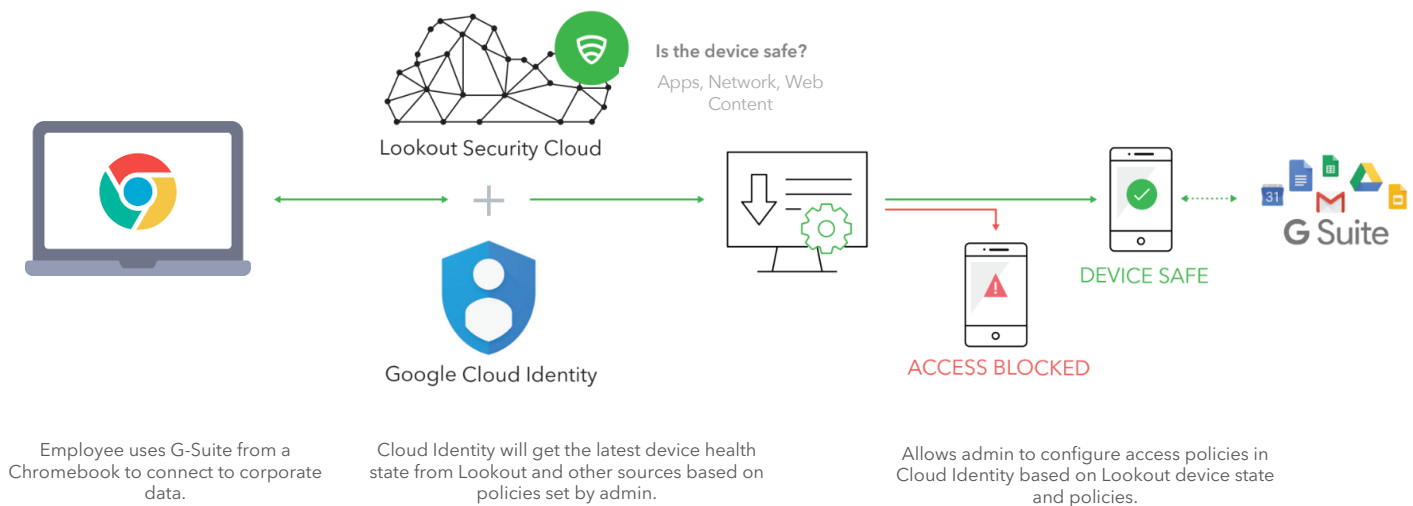 Is the device safe?
Apps, Network, Web
Content
Lookout Security Cloud
Google Cloud Identity
DEVICE SAFE
ACCESS BLOCKED
31
G Suite
Employee uses G-Suite from a
Chromebook to connect to corporate
data.
Cloud Identity will get the latest device health
state from Lookout and other sources based on
policies set by admin.
Allows admin to configure access policies in
Cloud Identity based on Lookout device state
and policies.